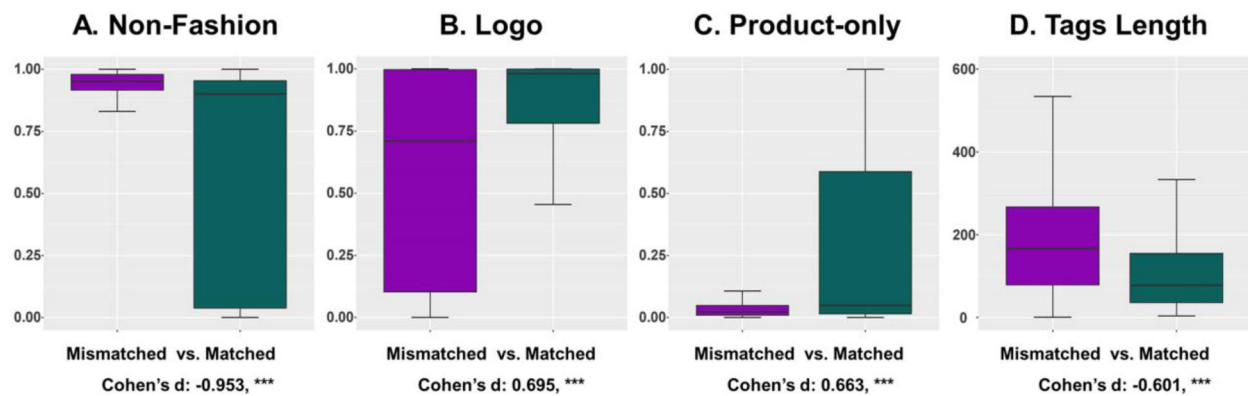 A. Non-Fashion
B. Logo
C. Product-only
D. Tags Length
1.00
0.75
0.50
0.25
0.00
Mismatched vs. Matched
Cohen's d: -0.953, ***
1.00
0.75
0.50
0.25
0.00
Mismatched vs. Matched
Cohen's d: 0.695, ***
1.00
0.75
0.50
0.25
0.00
Mismatched vs. Matched
Cohen's d: 0.663, ***
600
400
200
0
Mismatched vs. Matched
Cohen's d: -0.601, ***